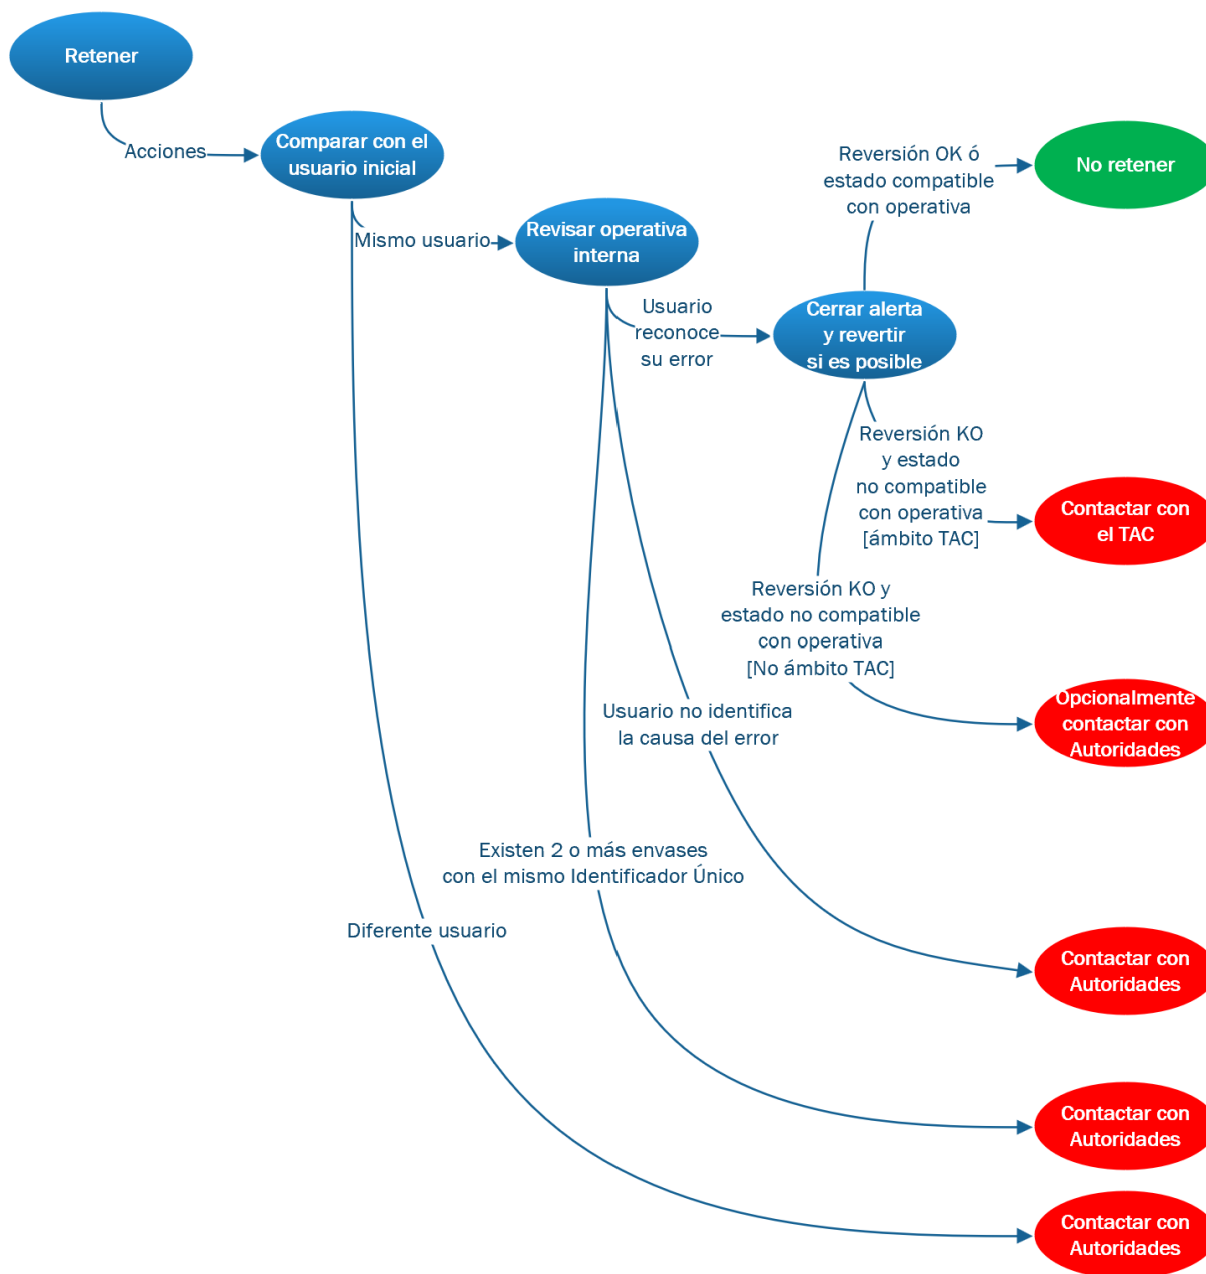 Retener
Acciones
Comparar con el
usuario inicial
Mismo usuario
Revisar operativa
interna
Usuario
reconoce
su error
Cerrar alerta
y revertir
si es posible
Reversión OK ó
estado compatible
con operativa
No retener
Reversión KO
y estado
no compatible
con operativa
[ámbito TAC]
Contactar con
el TAC
Reversión KO y
estado no compatible
con operativa
[No ámbito TAC]
Opcionalmente
contactar con
Autoridades
Usuario no identifica
la causa del error
Contactar con
Autoridades
Existen 2 o más envases
con el mismo Identificador Único
Contactar con
Autoridades
Diferente usuario
Contactar con
Autoridades